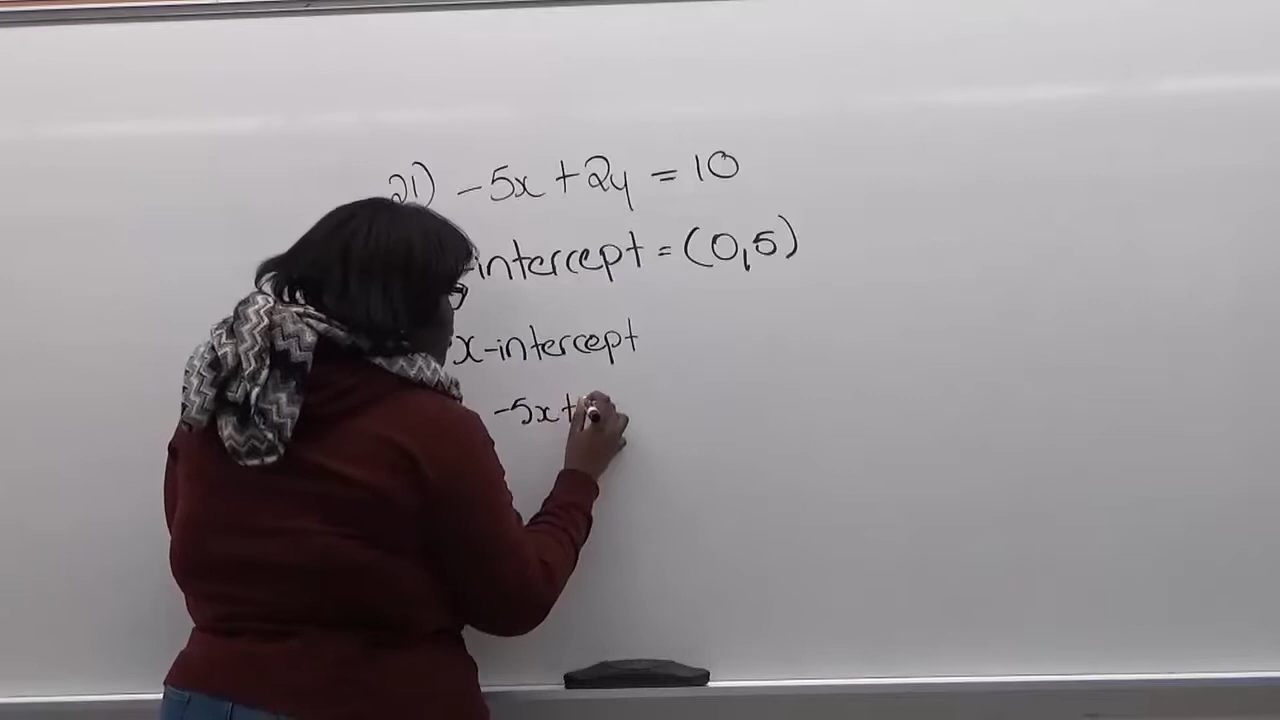 21) -5x + 2y = 10
-intercept = (0,5)
x-intercept
-5x +